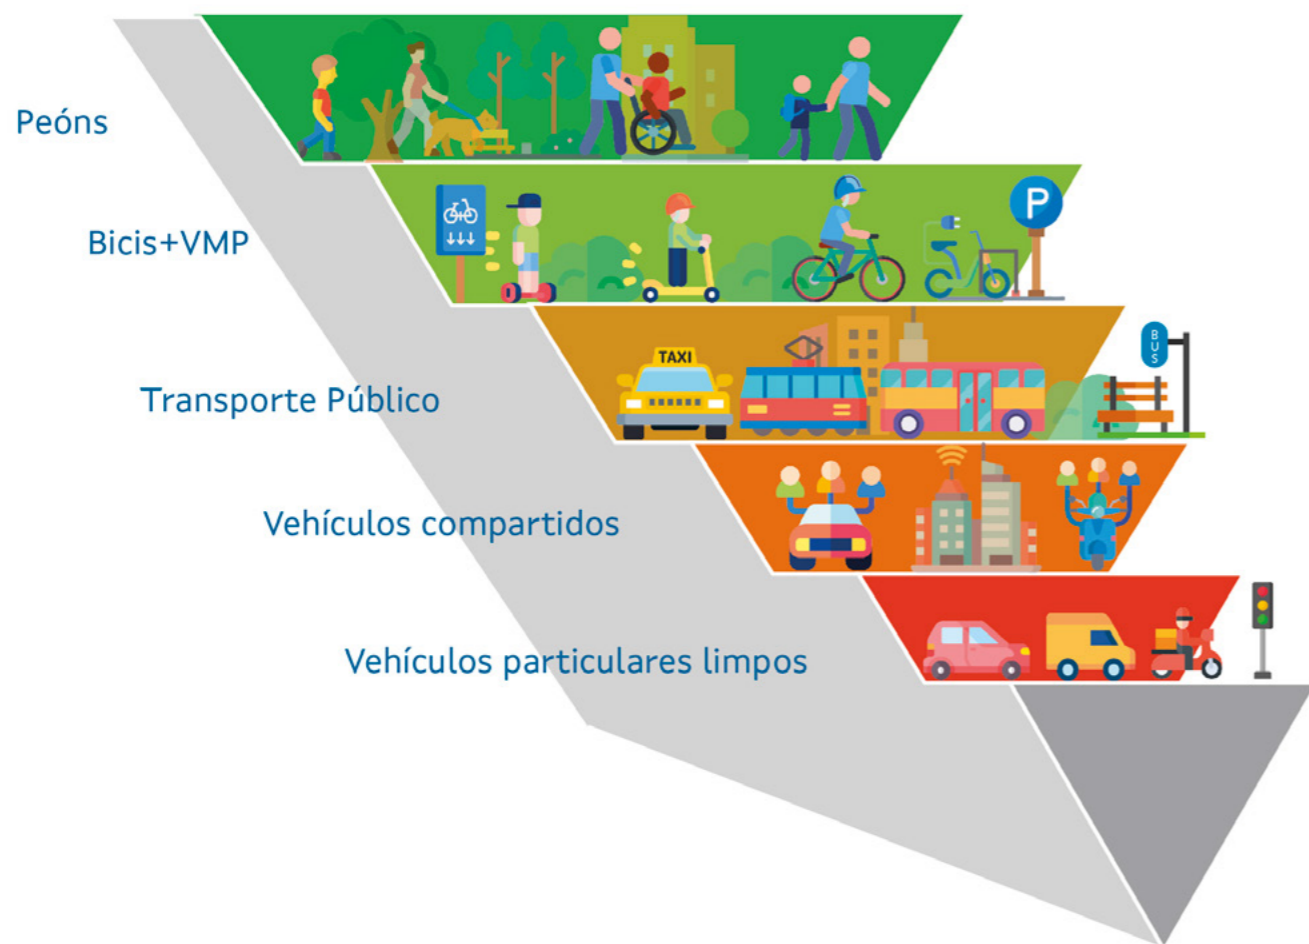 Peóns
Bicis+VMP
P
TAXI
BUS
Transporte Público
Vehículos compartidos
Vehículos particulares limpos